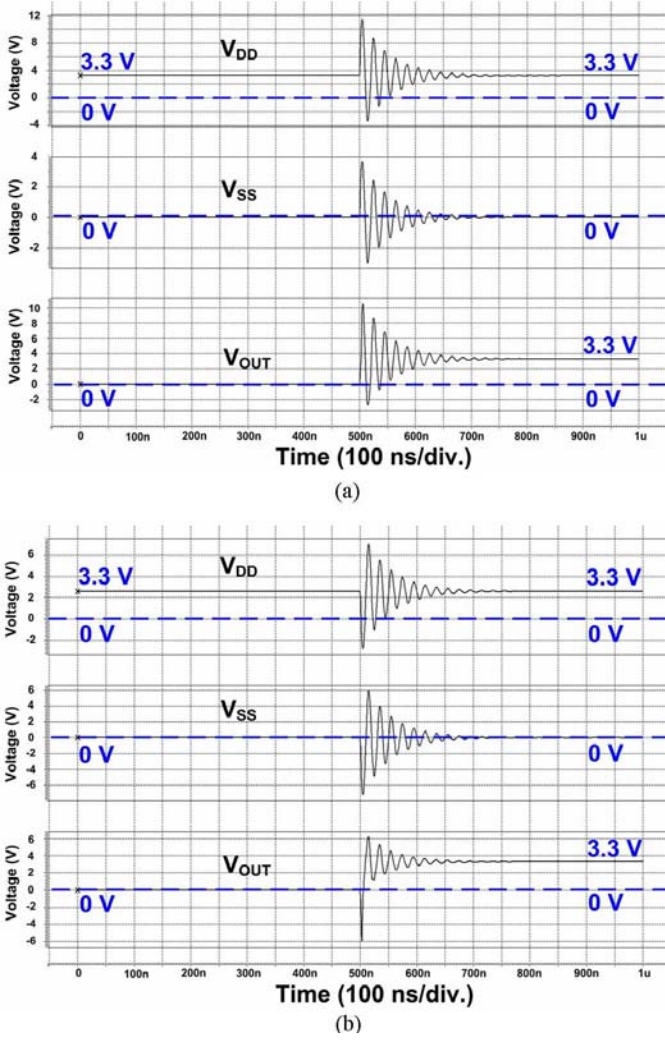 12
8
4
0
-4
Voltage (V)
VDD
3.3 V
3.3 V
0 V
0 V
4
2
0
-2
Voltage (V)
VSS
0 V
0 V
10
8
6
4
2
0
-2
Voltage (V)
VOUT
3.3 V
0 V
0 V
0 100n 200n 300n 400n 500n 600n 700n 800n 900n 1u
Time (100 ns/div.)
(a)
6
4
2
0
-2
Voltage (V)
VDD
3.3 V
3.3 V
0 V
0 V
6
4
2
0
-2
-4
-6
Voltage (V)
VSS
0 V
0 V
6
4
2
0
-2
-4
-6
Voltage (V)
VOUT
3.3 V
0 V
0 V
0 100n 200n 300n 400n 500n 600n 700n 800n 900n 1u
Time (100 ns/div.)
(b)